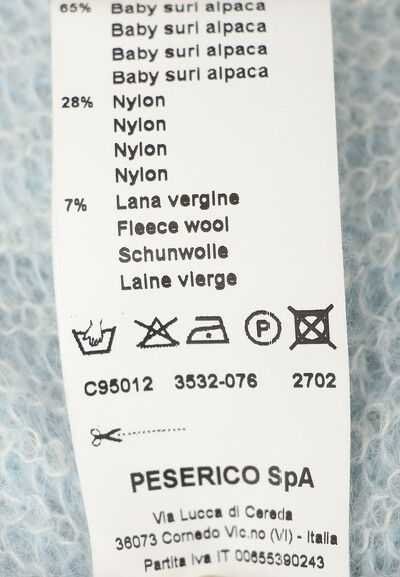 65% Baby suri alpaca
Baby suri alpaca
Baby suri alpaca
Baby suri alpaca
28% Nylon
Nylon
Nylon
Nylon
7% Lana vergine
Fleece wool
Schunwolle
Laine vierge
P
C95012 3532-076 2702
PESERICO SpA
Via Lucca di Cereda
36073 Cornedo Vic.no (VI) - Italia
Partita Iva IT 00655390243